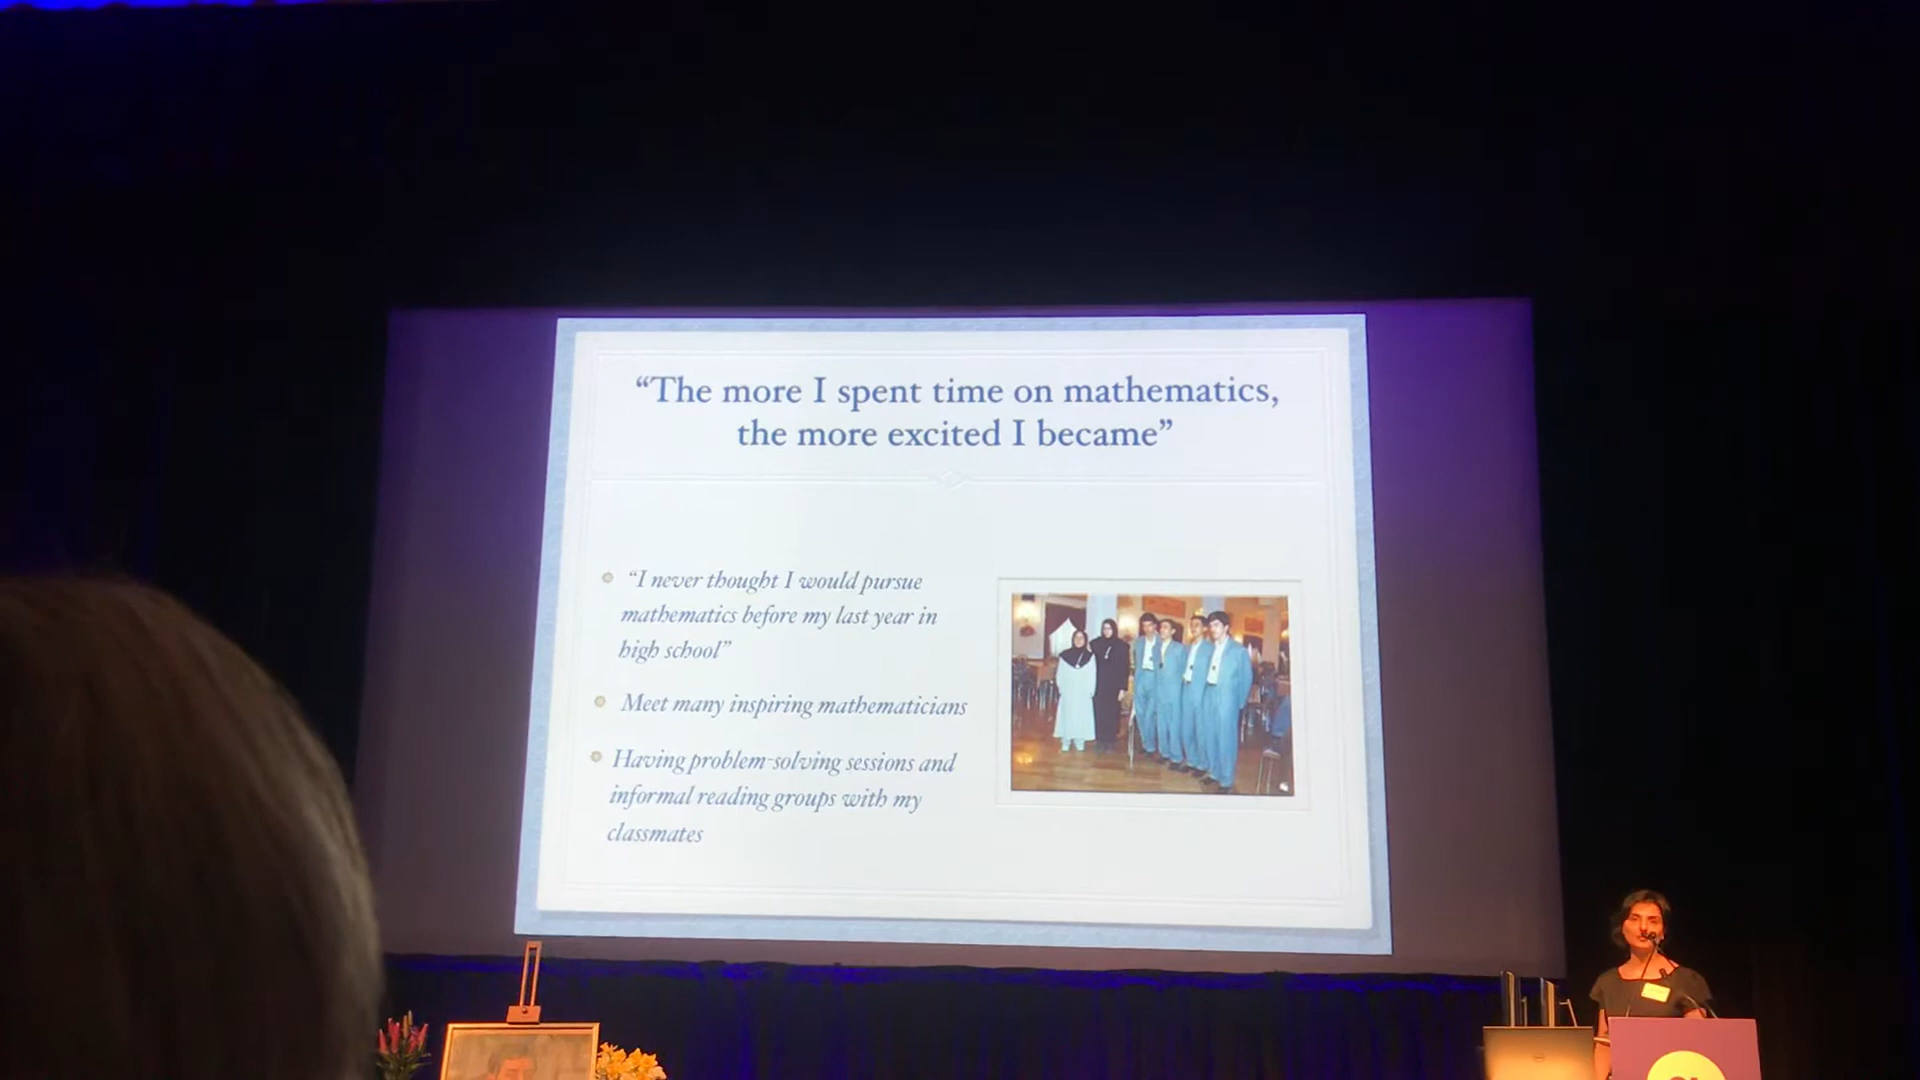 “The more I spent time on mathematics,
the more excited I became”
“I never thought I would pursue
mathematics before my last year in
high school”
Meet many inspiring mathematicians
Having problem-solving sessions and
informal reading groups with my
classmates